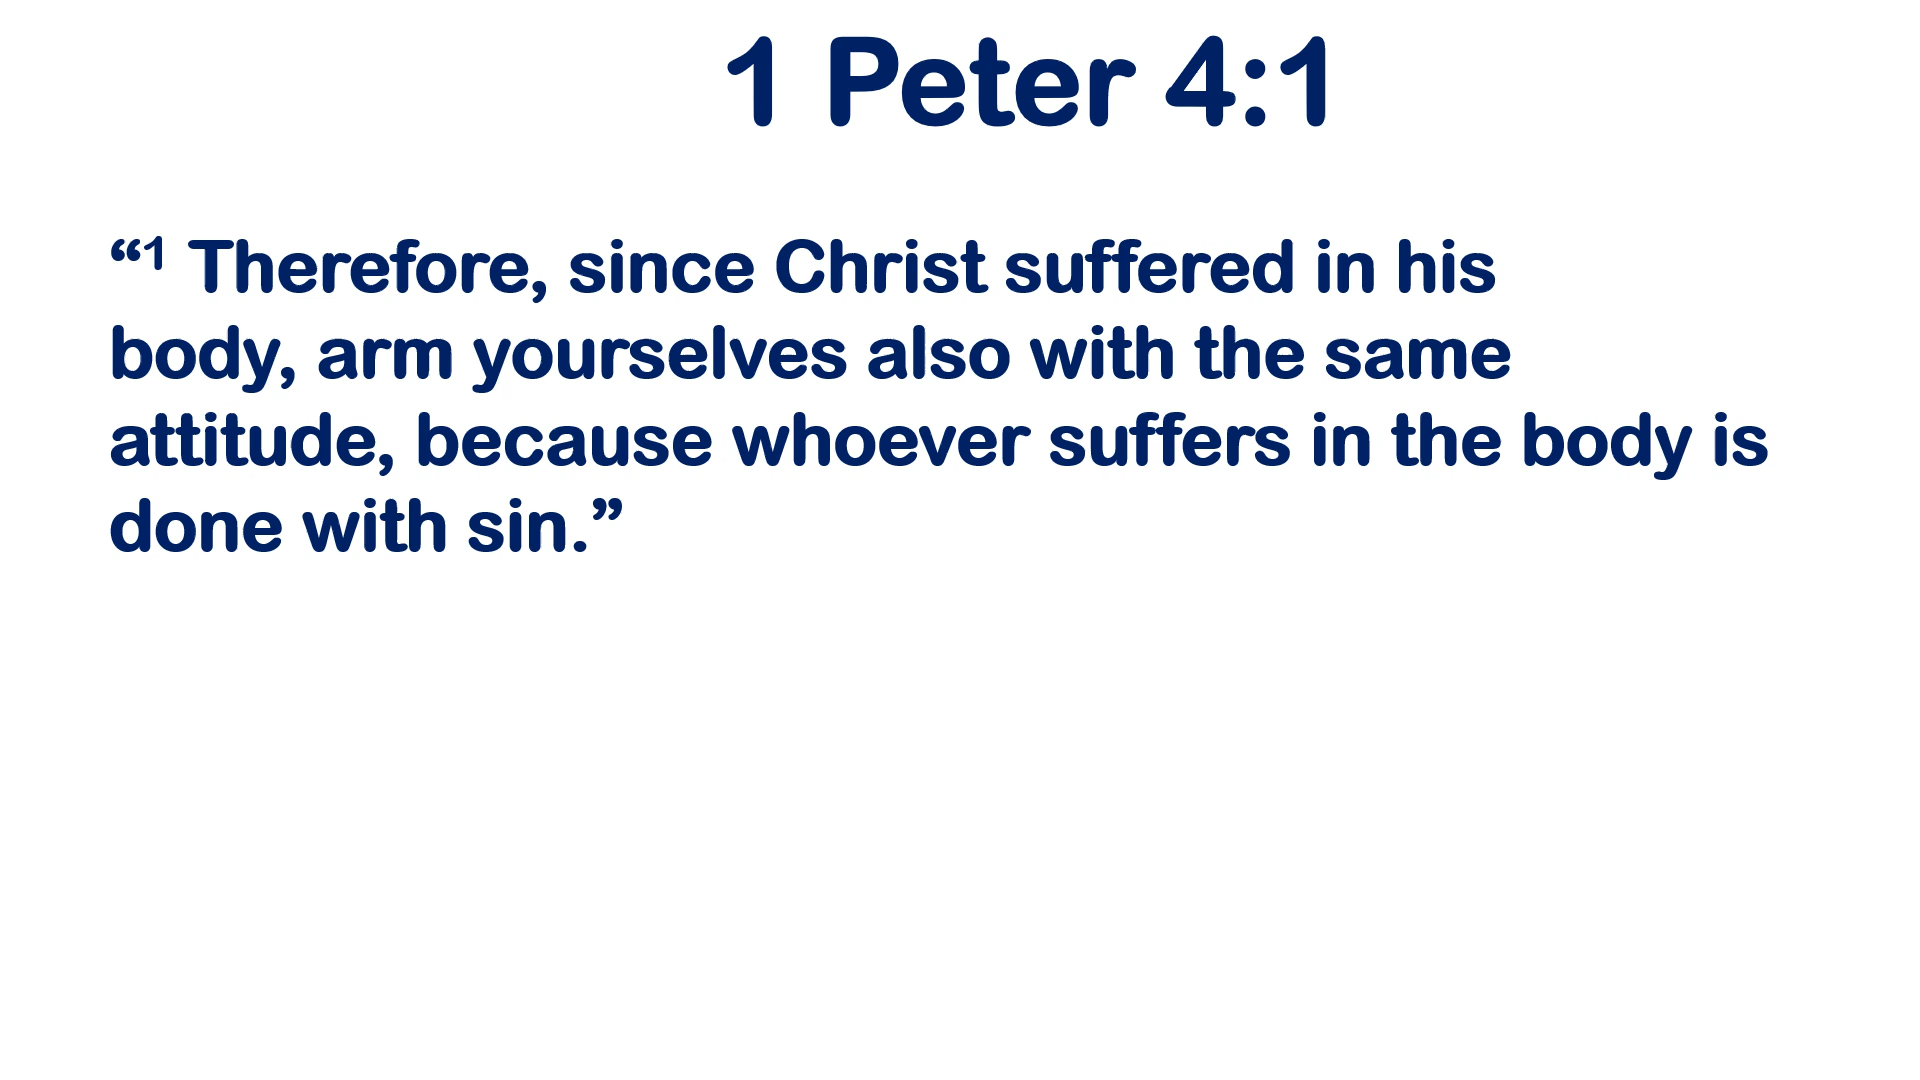 1 Peter 4:1
“1 Therefore, since Christ suffered in his
body, arm yourselves also with the same
attitude, because whoever suffers in the body is
done with sin.”